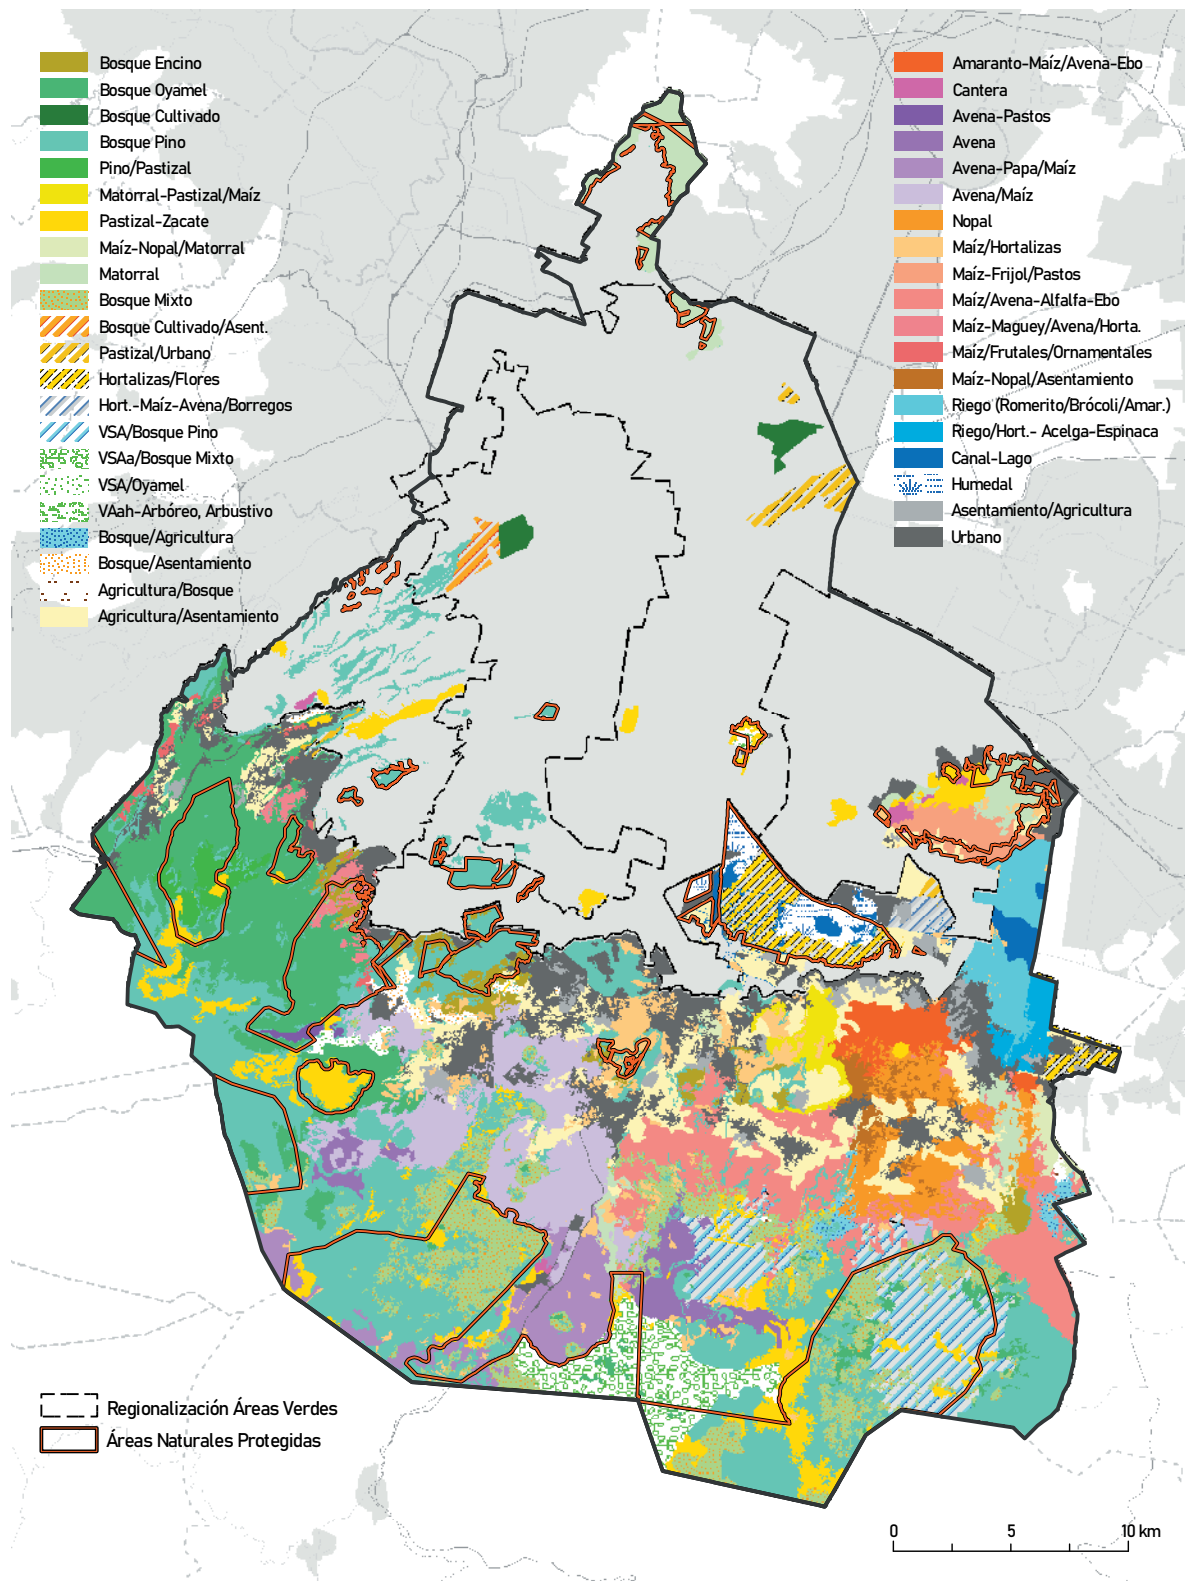 Bosque Encino
Bosque Oyamel
Bosque Cultivado
Bosque Pino
Pino/Pastizal
Matorral-Pastizal/Maíz
Pastizal-Zacate
Maíz-Nopal/Matorral
Matorral
Bosque Mixto
Bosque Cultivado/Asent.
Pastizal/Urbano
Hortalizas/Flores
Hort.-Maíz-Avena/Borregos
VSA/Bosque Pino
VSAa/Bosque Mixto
VSA/Oyamel
VAah-Arbóreo, Arbustivo
Bosque/Agricultura
Bosque/Asentamiento
Agricultura/Bosque
Agricultura/Asentamiento
Amaranto-Maíz/Avena-Ebo
Cantera
Avena-Pastos
Avena
Avena-Papa/Maíz
Avena/Maíz
Nopal
Maíz/Hortalizas
Maíz-Frijol/Pastos
Maíz/Avena-Alfalfa-Ebo
Maíz-Maguey/Avena/Horta.
Maíz/Frutales/Ornamentales
Maíz-Nopal/Asentamiento
Riego (Romerito/Brócoli/Amar.)
Riego/Hort.- Acelga-Espinaca
Canal-Lago
Humedal
Asentamiento/Agricultura
Urbano
Regionalización Áreas Verdes
Áreas Naturales Protegidas
0 5 10 km